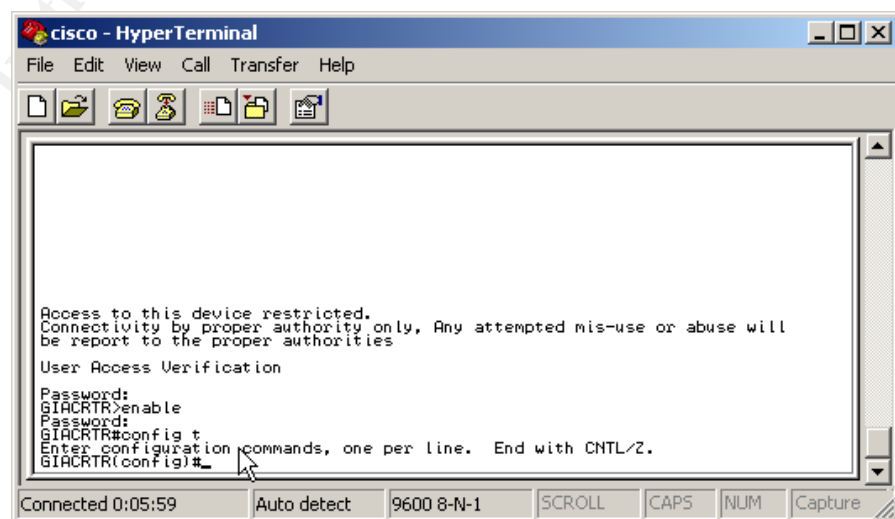 cisco - HyperTerminal
File Edit View Call Transfer Help
Access to this device restricted.
Connectivity by proper authority only, Any attempted mis-use or abuse will
be report to the proper authorities
User Access Verification
Password:
GIACRTR>enable
Password:
GIACRTR#config t
Enter configuration commands, one per line.  End with CNTL/Z.
GIACRTR(config)#_
Connected 0:05:59 Auto detect 9600 8-N-1 SCROLL CAPS NUM Capture